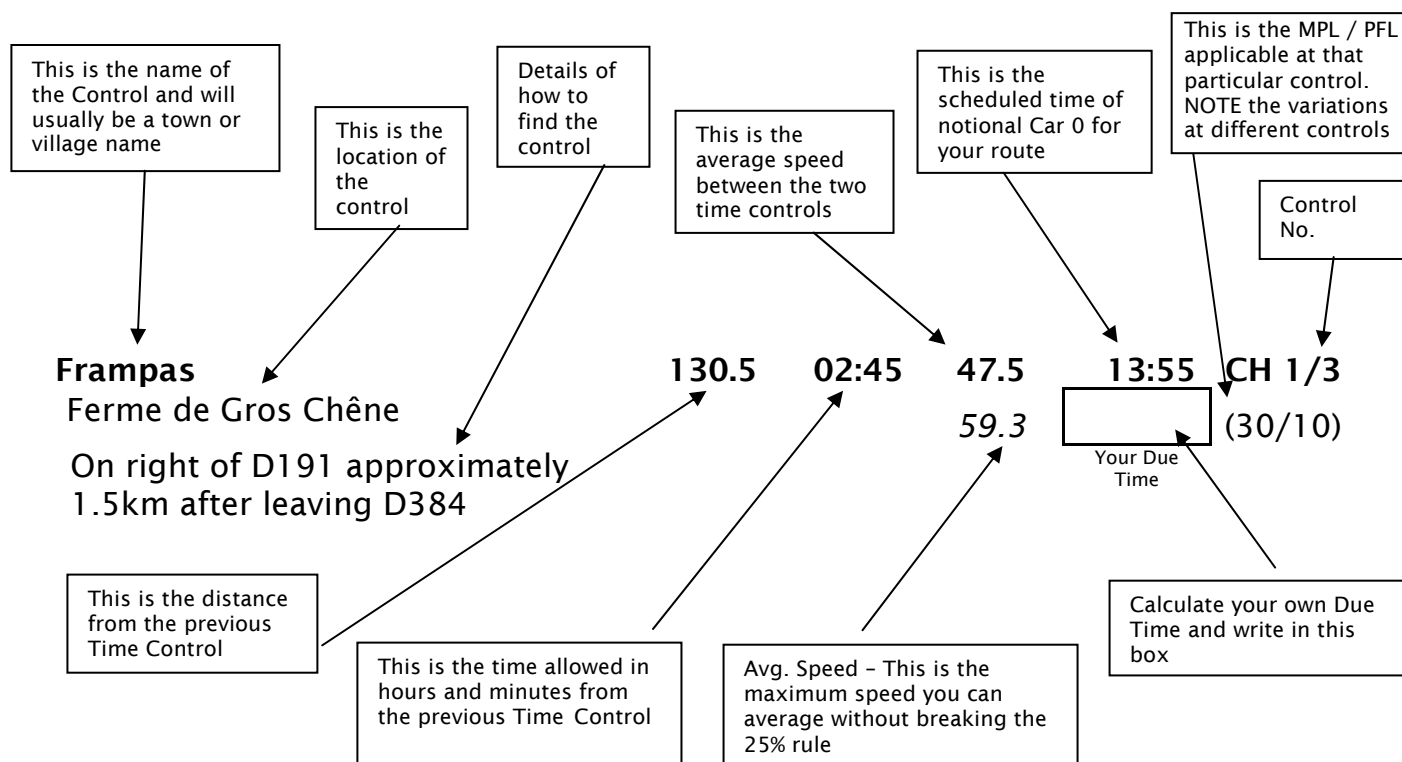 This is the name of
the Control and will
usually be a town or
village name
This is the
location of
the
control
Details of
how to
find the
control
This is the
average speed
between the two
time controls
This is the
scheduled time of
notional Car 0 for
your route
This is the MPL / PFL
applicable at that
particular control.
NOTE the variations
at different controls
Control
No.
Frampas 130.5 02:45 47.5 13:55 CH 1/3
Ferme de Gros Chêne
59.3 (30/10)
On right of D191 approximately
1.5km after leaving D384
Your Due
Time
This is the distance
from the previous
Time Control
This is the time allowed in
hours and minutes from
the previous Time Control
Avg. Speed – This is the
maximum speed you can
average without breaking the
25% rule
Calculate your own Due
Time and write in this
box